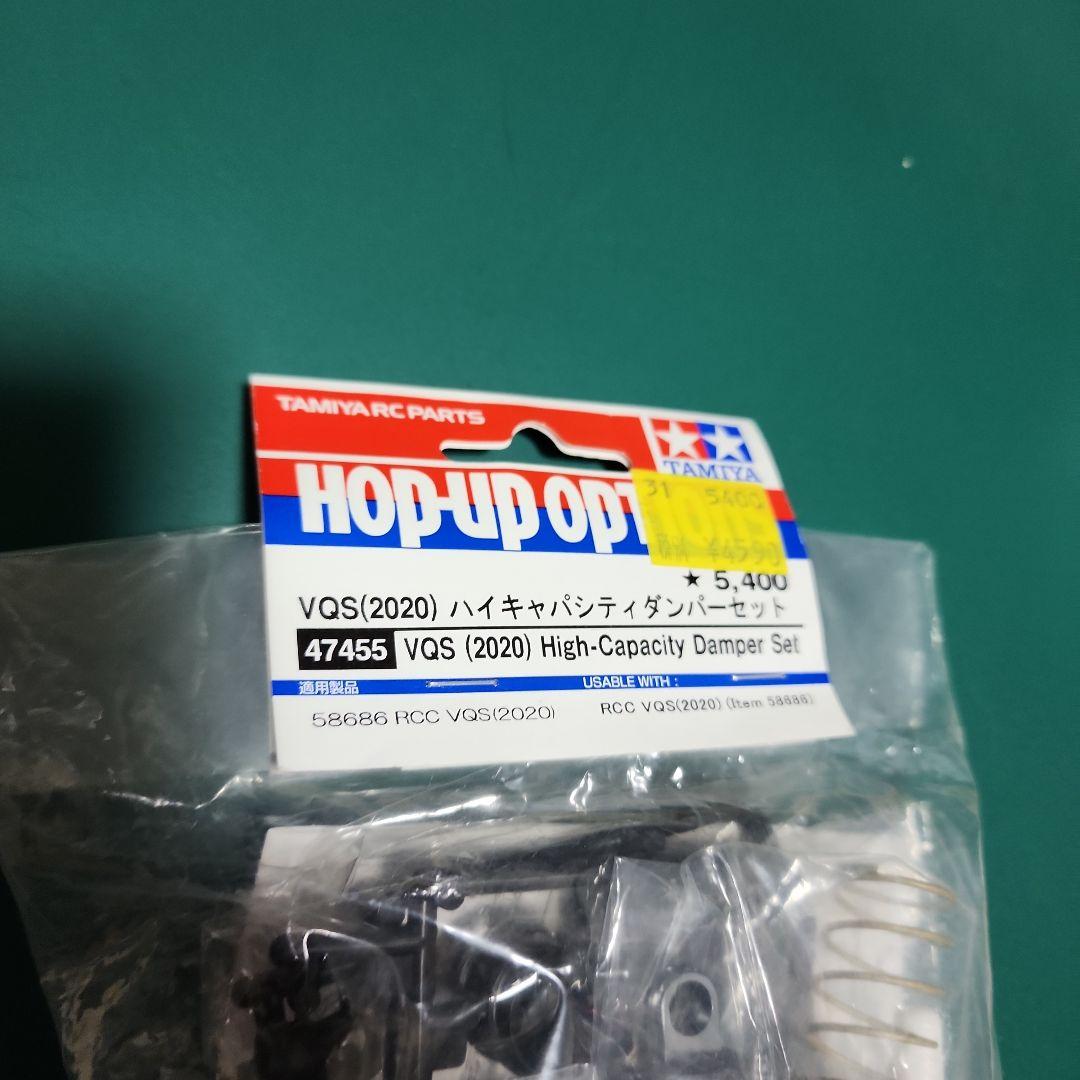 TAMIYA RC PARTS
TAMIYA
HOP-UP OPTIONS
31 5400
¥4590
★ 5,400
VQS(2020) ハイキャパシティダンパーセット
47455 VQS (2020) High-Capacity Damper Set
適用製品 USABLE WITH :
58686 RCC VQS(2020) RCC VQS(2020) (Item 58686)